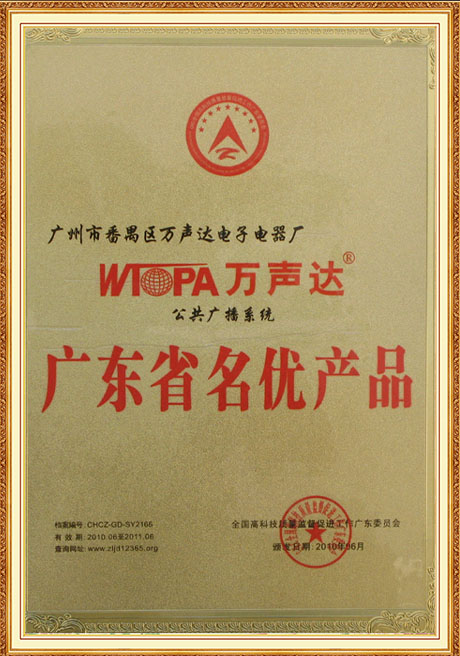 广州市番禺区万声达电子电器厂
WTOPA万声达®
公共广播系统
广东省名优产品
档案编号: CHCZ-GD-SY2166
有 效 期: 2010.06至2011.06
查询网址: www.zljd12365.org
全国高科技质量监督促进工作广东委员会
颁发日期: 2010年06月